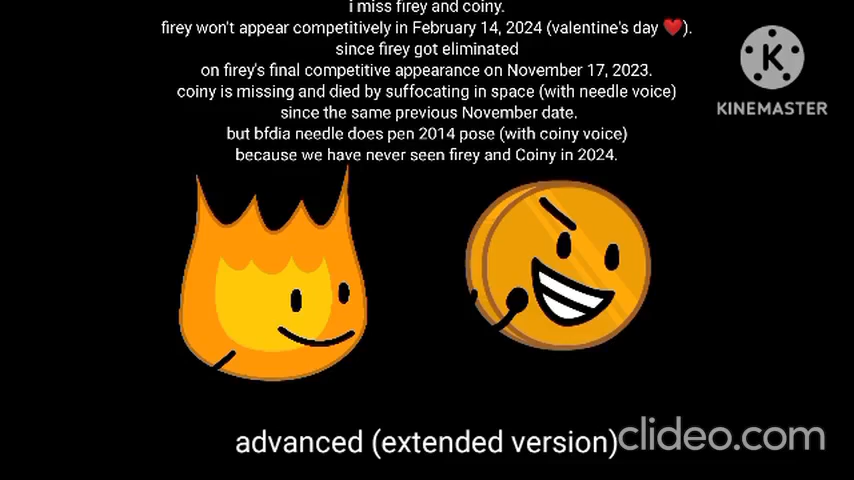 i miss firey and coiny.
firey won't appear competitively in February 14, 2024 (valentine's day ❤️).
since firey got eliminated
on firey's final competitive appearance on November 17, 2023.
coiny is missing and died by suffocating in space (with needle voice)
since the same previous November date.
but bfdia needle does pen 2014 pose (with coiny voice)
because we have never seen firey and Coiny in 2024.
K
KINEMASTER
advanced (extended version)
clideo.com